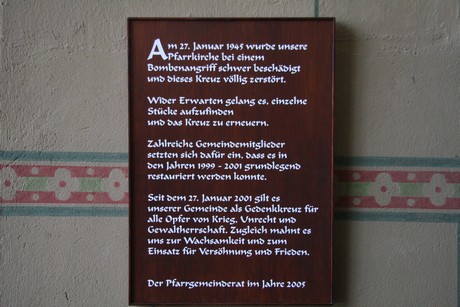 Am 27. Januar 1945 wurde unsere
Pfarrkirche bei einem
Bombenangriff schwer beschädigt
und dieses Kreuz völlig zerstört.
Wider Erwarten gelang es, einzelne
Stücke aufzufinden
und das Kreuz zu erneuern.
Zahlreiche Gemeindemitglieder
setzten sich dafür ein, dass es in
den Jahren 1999 - 2001 grundlegend
restauriert werden konnte.
Seit dem 27. Januar 2001 gilt es
unserer Gemeinde als Gedenkkreuz für
alle Opfer von Krieg, Unrecht und
Gewaltherrschaft. Zugleich mahnt es
uns zur Wachsamkeit und zum
Einsatz für Versöhnung und Frieden.
Der Pfarrgemeinderat im Jahre 2005